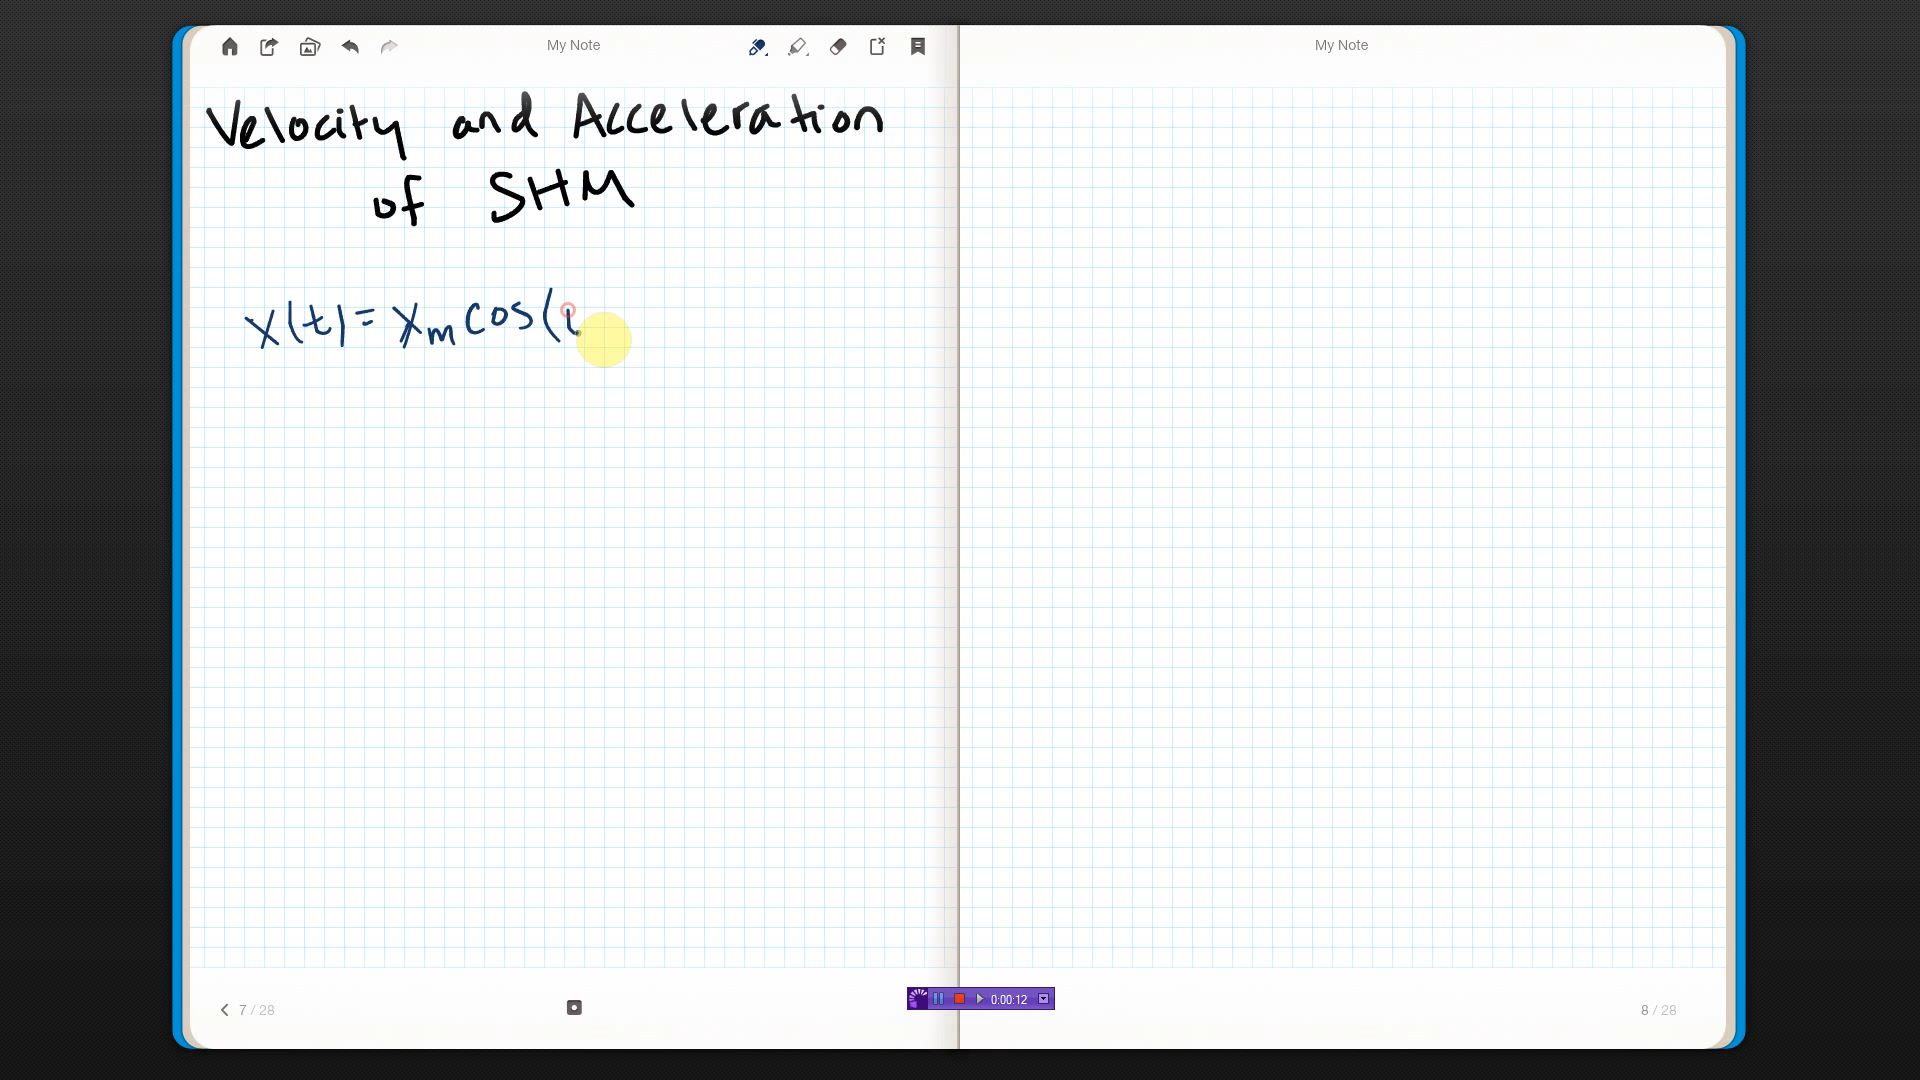 My Note
My Note
Velocity and Acceleration
of SHM
x(t) = xm cos(
7 / 28
0:00:12
8 / 28